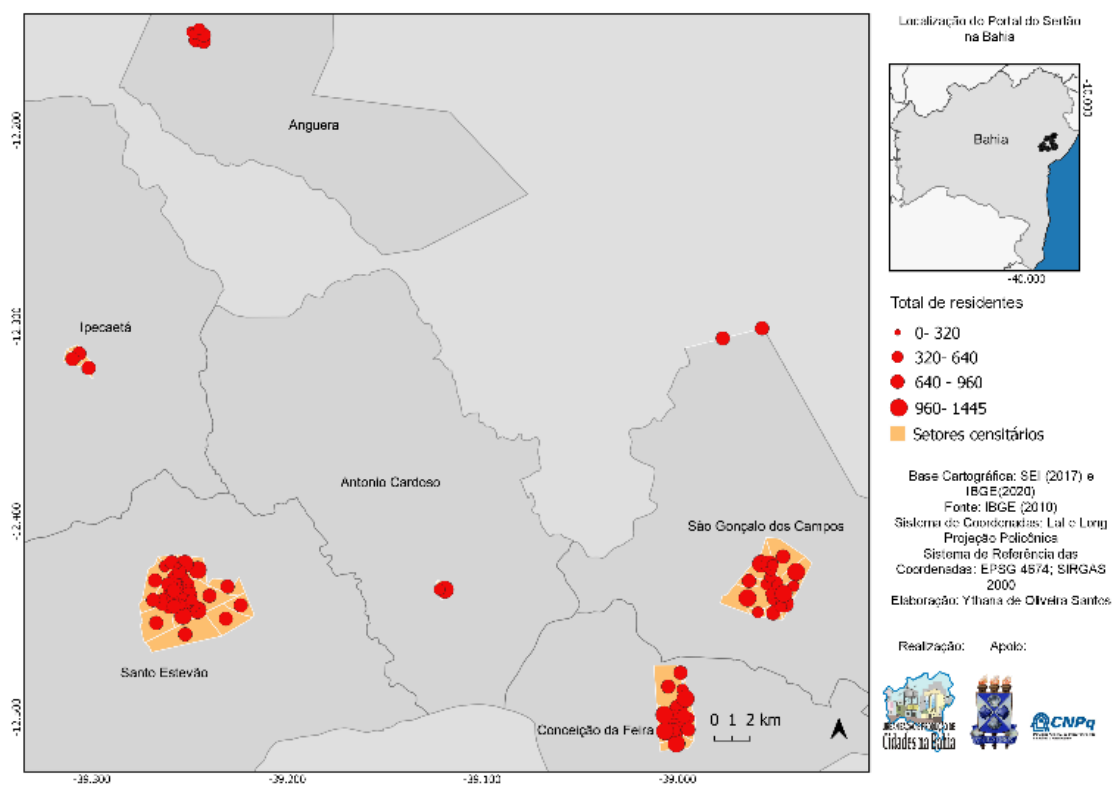 Localização do Portal do Sertão
na Bahia
-10.000
Bahia
-40.000
-12.200
Anguera
Ipecaetá
-12.300
Total de residentes
0- 320
320- 640
640- 960
960- 1445
Setores censitários
Antonio Cardoso
São Gonçalo dos Campos
-12.400
Base Cartográfica: SEI (2017) e
IBGE(2020)
Fonte: IBGE (2010)
Sistema de Coordenadas: Lat e Long
Projeção Policônica
Sistema de Referência das
Coordenadas: EPSG 4674; SIRGAS
2000
Elaboração: Ythana de Oliveira Santos
Santo Estevão
Conceição da Feira
0 1 2 km
Realização: Apoio:
Cidades na Bahia
CNPq
-39.300
-39.200
-39.100
-39.000